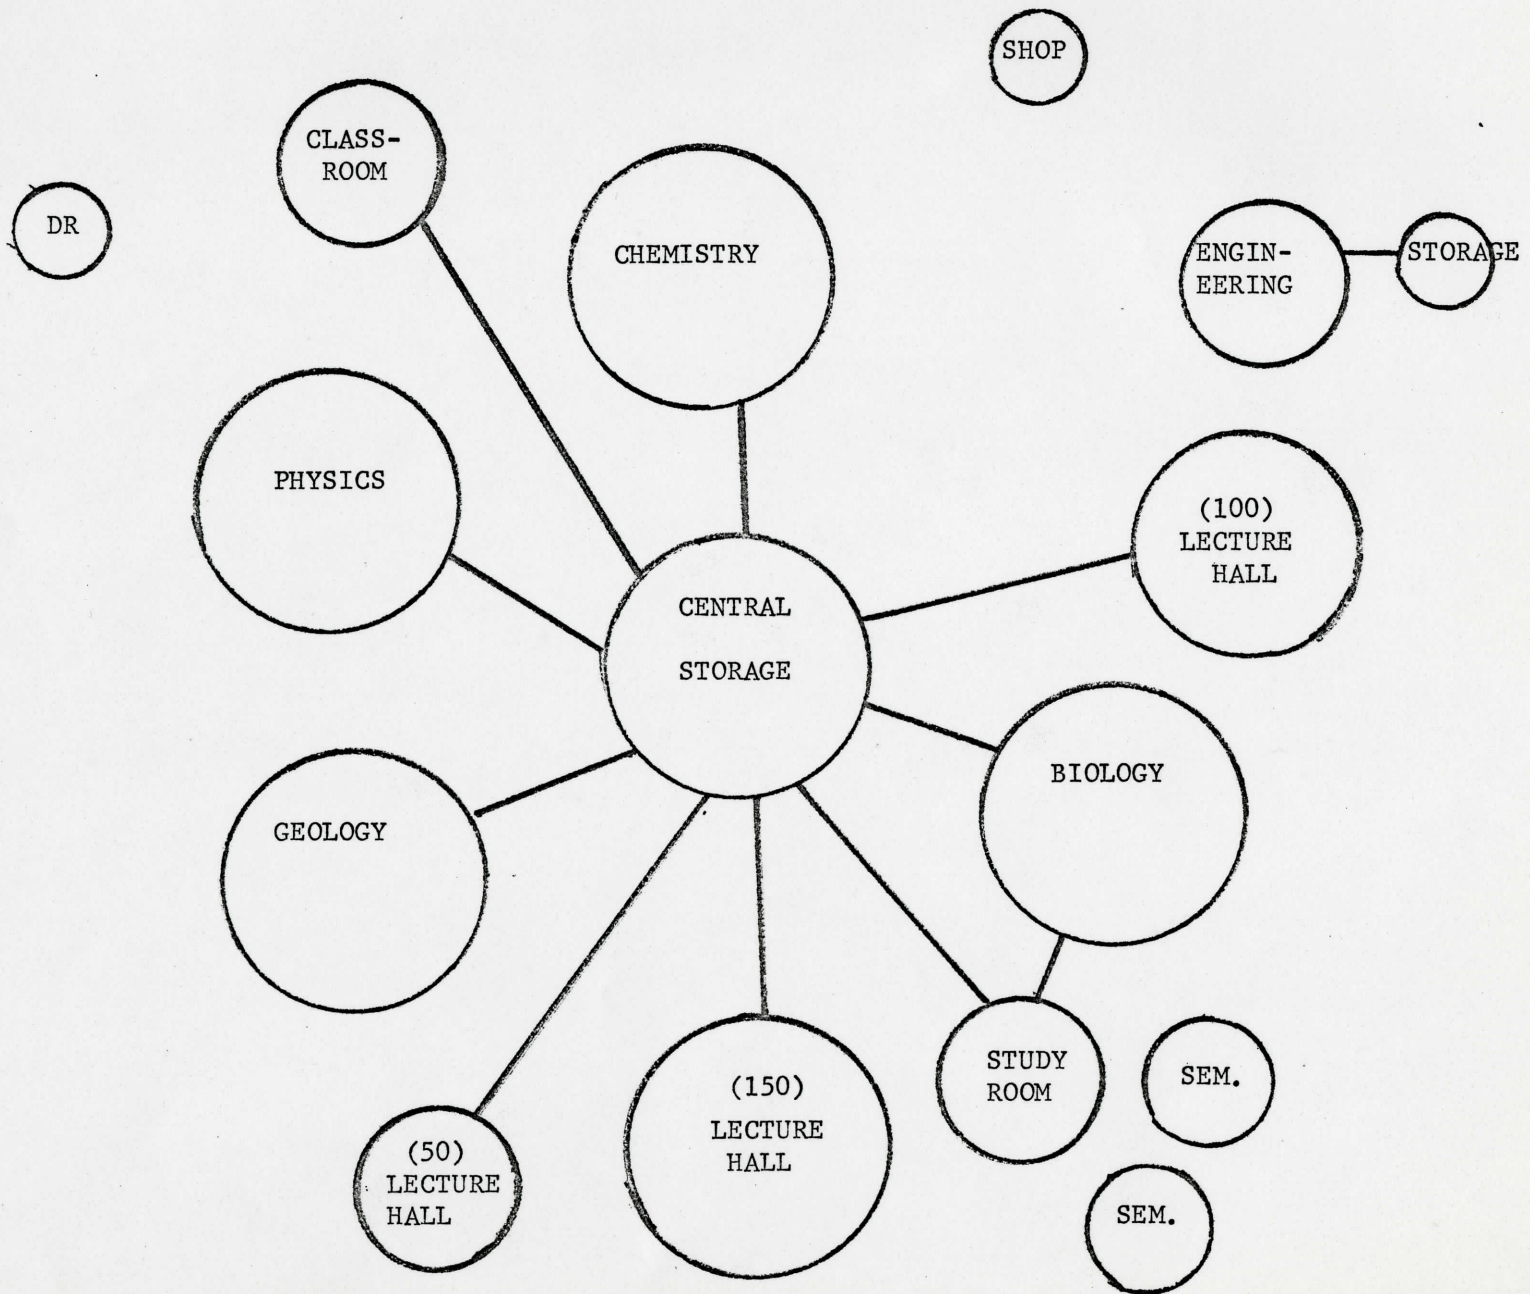 SHOP
CLASS-
ROOM
DR
CHEMISTRY
ENGIN-
EERING
STORAGE
PHYSICS
(100)
LECTURE
HALL
CENTRAL
STORAGE
BIOLOGY
GEOLOGY
STUDY
ROOM
SEM.
(150)
LECTURE
HALL
(50)
LECTURE
HALL
SEM.